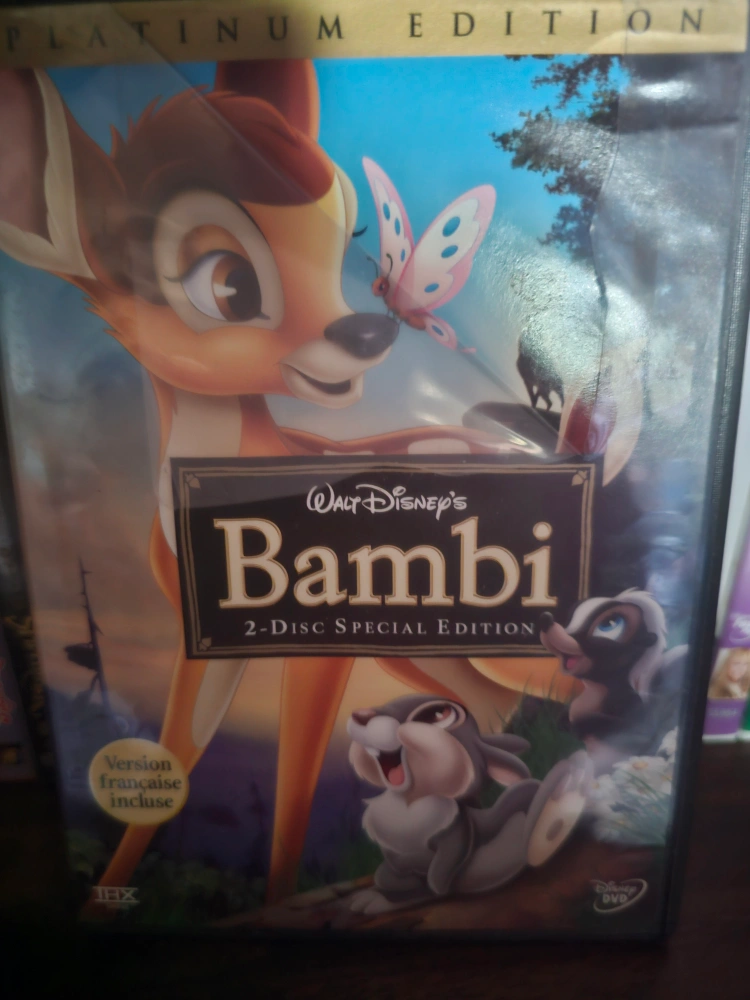 PLATINUM EDITION
WALT DISNEY'S
Bambi
2-DISC SPECIAL EDITION
Version
française
incluse
THX
Disney
DVD